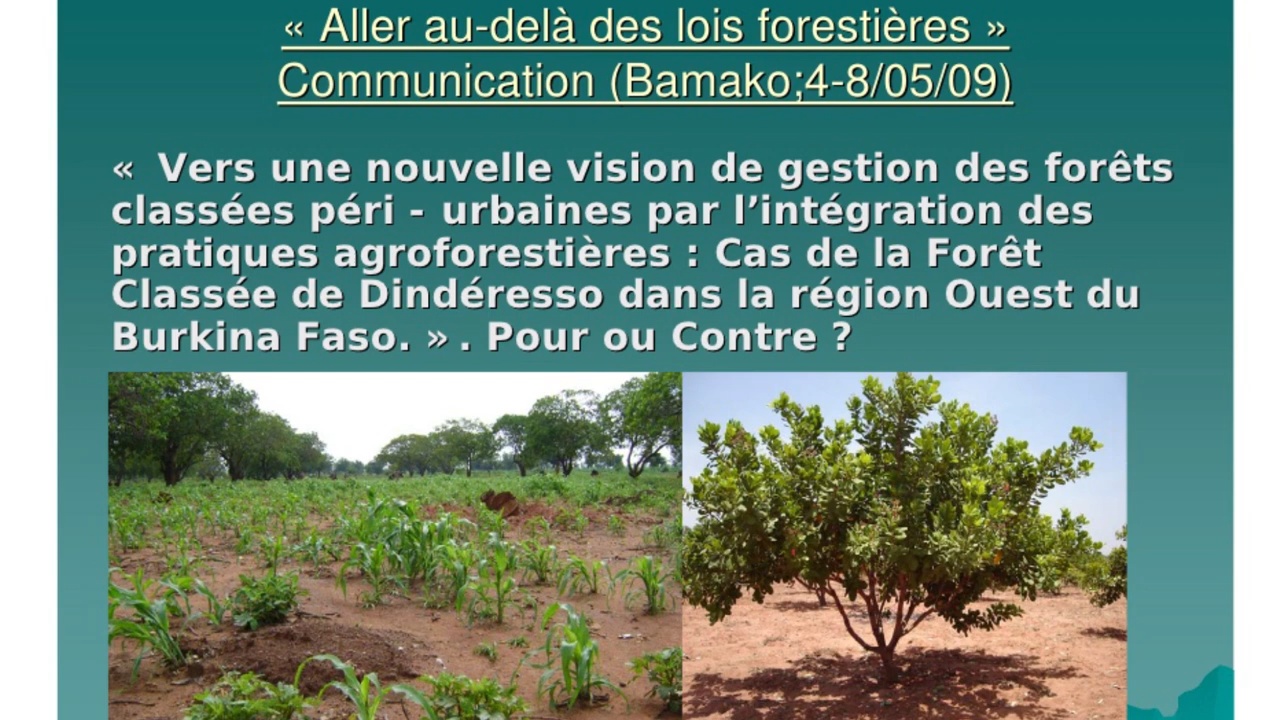 « Aller au-delà des lois forestières »
Communication (Bamako;4-8/05/09)
« Vers une nouvelle vision de gestion des forêts
classées péri - urbaines par l’intégration des
pratiques agroforestières : Cas de la Forêt
Classée de Dindéresso dans la région Ouest du
Burkina Faso. » . Pour ou Contre ?